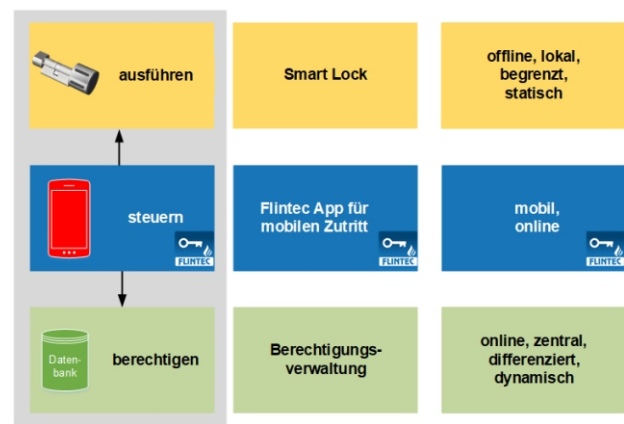 ausführen
Smart Lock
offline, lokal,
begrenzt,
statisch
steuern
FLINTEC
Flintec App für
mobilen Zutritt
FLINTEC
mobil,
online
FLINTEC
Daten-
bank
berechtigen
Berechtigungs-
verwaltung
online, zentral,
differenziert,
dynamisch